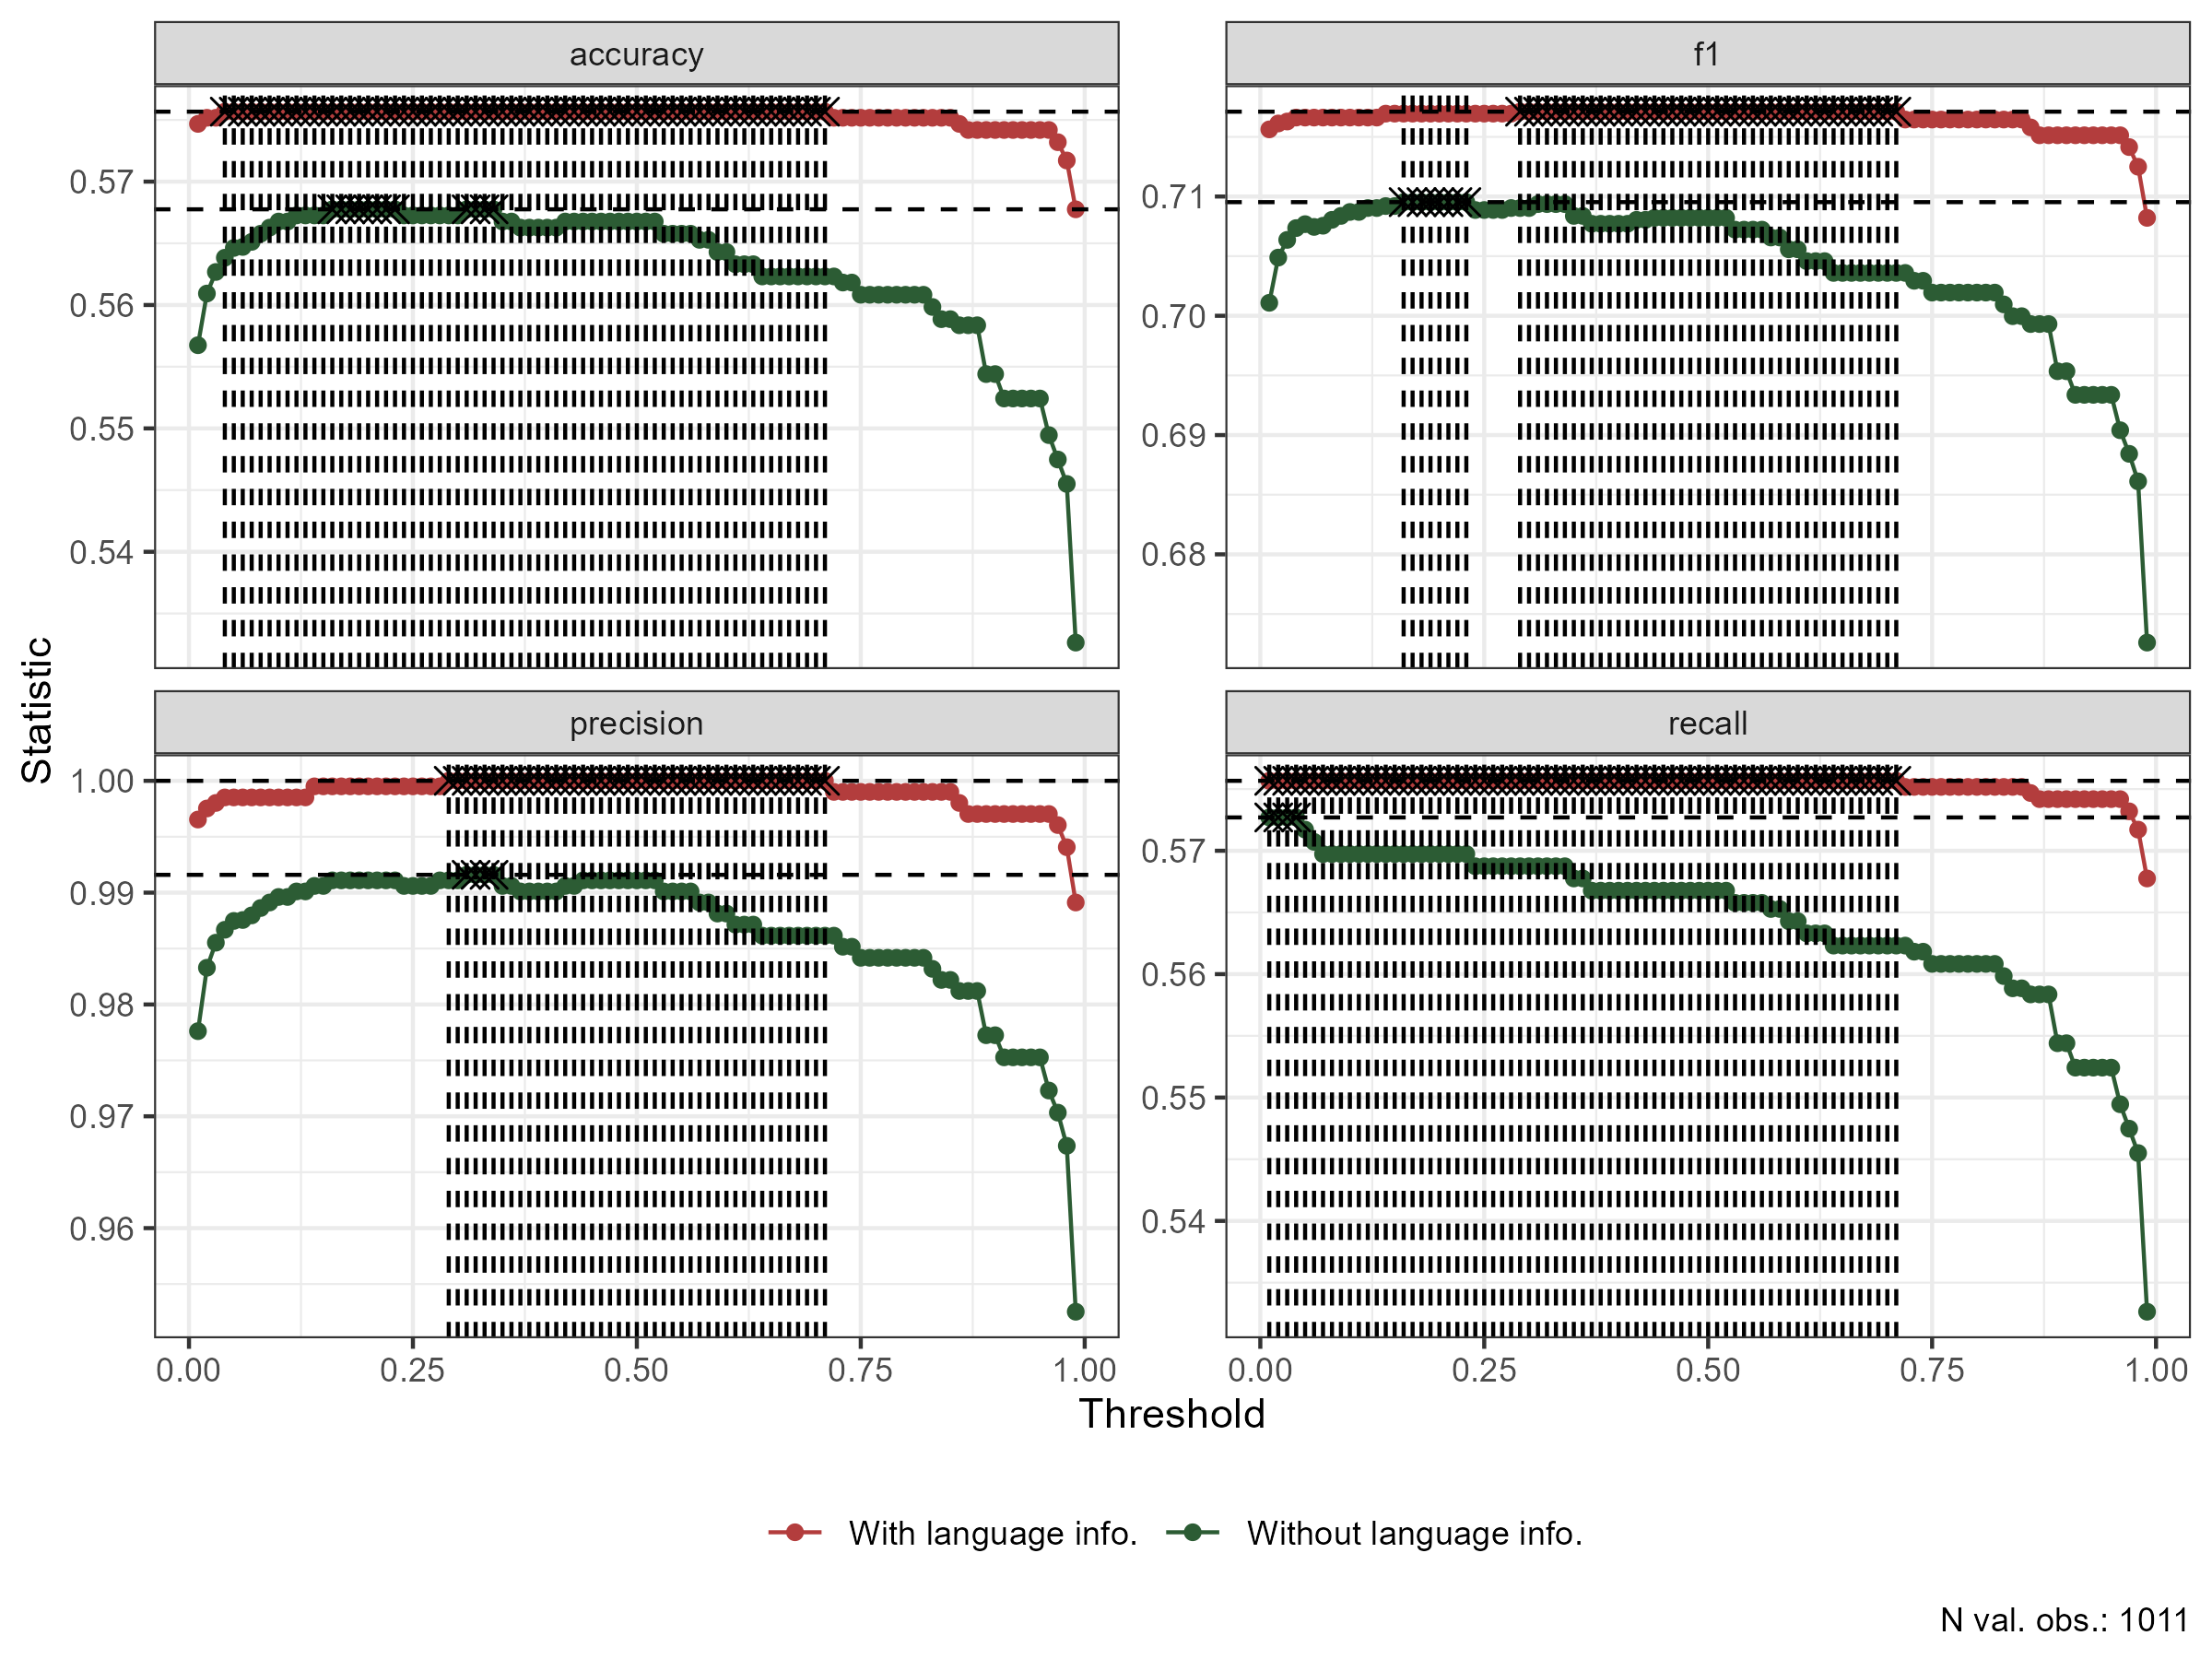 accuracy
f1
0.57
0.56
0.55
0.54
0.71
0.70
0.69
0.68
Statistic
precision
recall
1.00
0.99
0.98
0.97
0.96
0.57
0.56
0.55
0.54
0.00 0.25 0.50 0.75 1.00
0.00 0.25 0.50 0.75 1.00
Threshold
With language info. Without language info.
N val. obs.: 1011